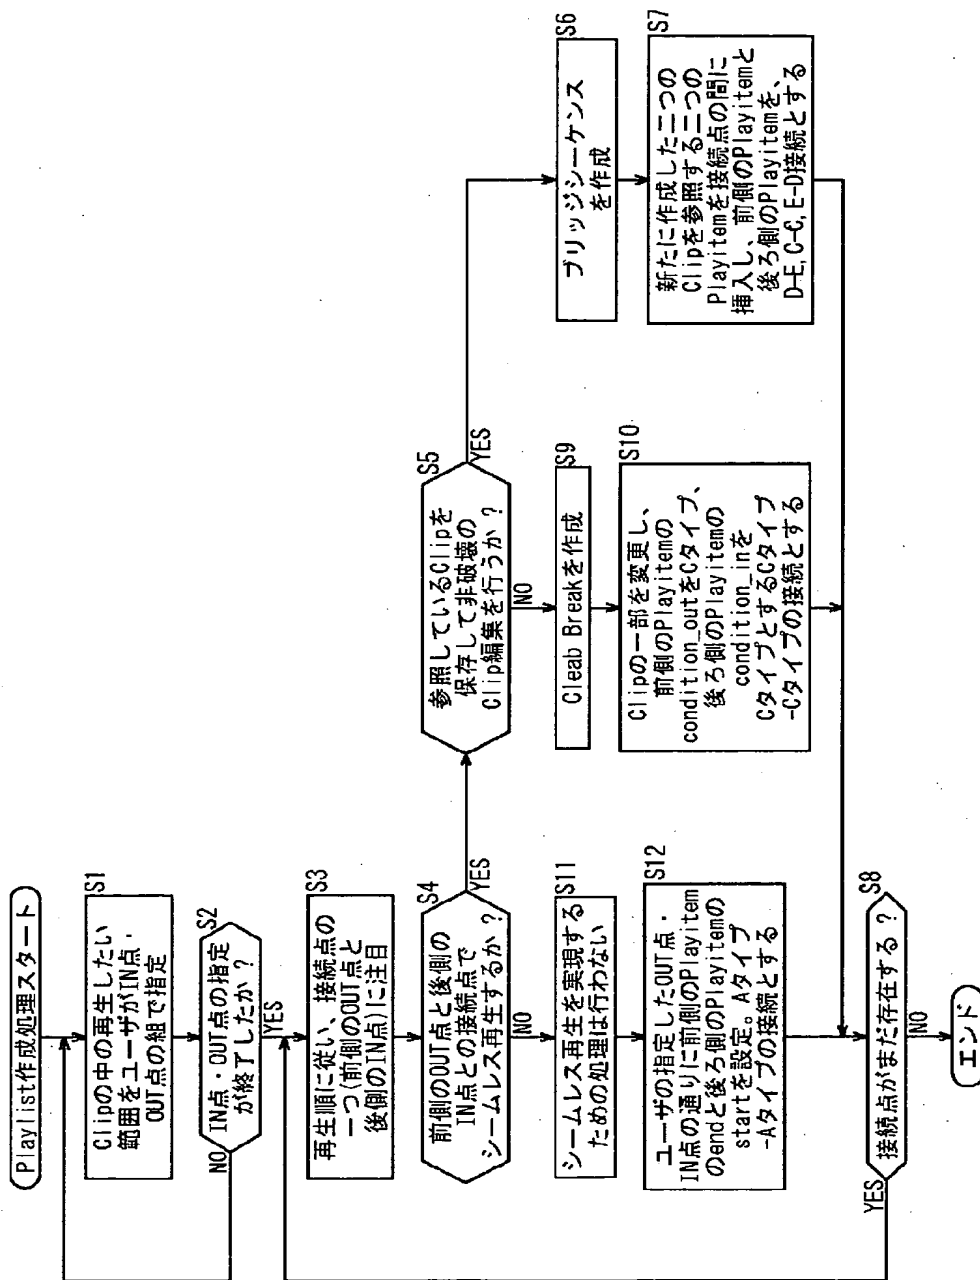 Playlist作成処理スタート
S1
Clipの中の再生したい
範囲をユーザがIN点・
OUT点の組で指定
S2
IN点・OUT点の指定
が終了したか?
NO
YES
S3
再生順に従い、接続点の
一つ(前側のOUT点と
後側のIN点)に注目
S4
前側のOUT点と後側の
IN点との接続点で
シームレス再生するか?
YES
NO
S5
参照しているClipを
保存して非破壊の
Clip編集を行うか?
YES
NO
S6
ブリッジシーケンス
を作成
S7
新たに作成した二つの
Clipを参照する二つの
Playitemを接続点の間に
挿入し、前側のPlayitemと
後ろ側のPlayitemを、
D-E,C-C,E-D接続とする
S9
Cleab Breakを作成
S10
Clipの一部を変更し、
前側のPlayitemの
condition_outをCタイプ、
後ろ側のPlayitemの
condition_inを
CタイプとするCタイプ
-Cタイプの接続とする
S11
シームレス再生を実現する
ための処理は行わない
S12
ユーザの指定したOUT点・
IN点の通りに前側のPlayitem
のendと後ろ側のPlayitemの
startを設定。Aタイプ
-Aタイプの接続とする
S8
接続点がまだ存在する?
YES
NO
エンド